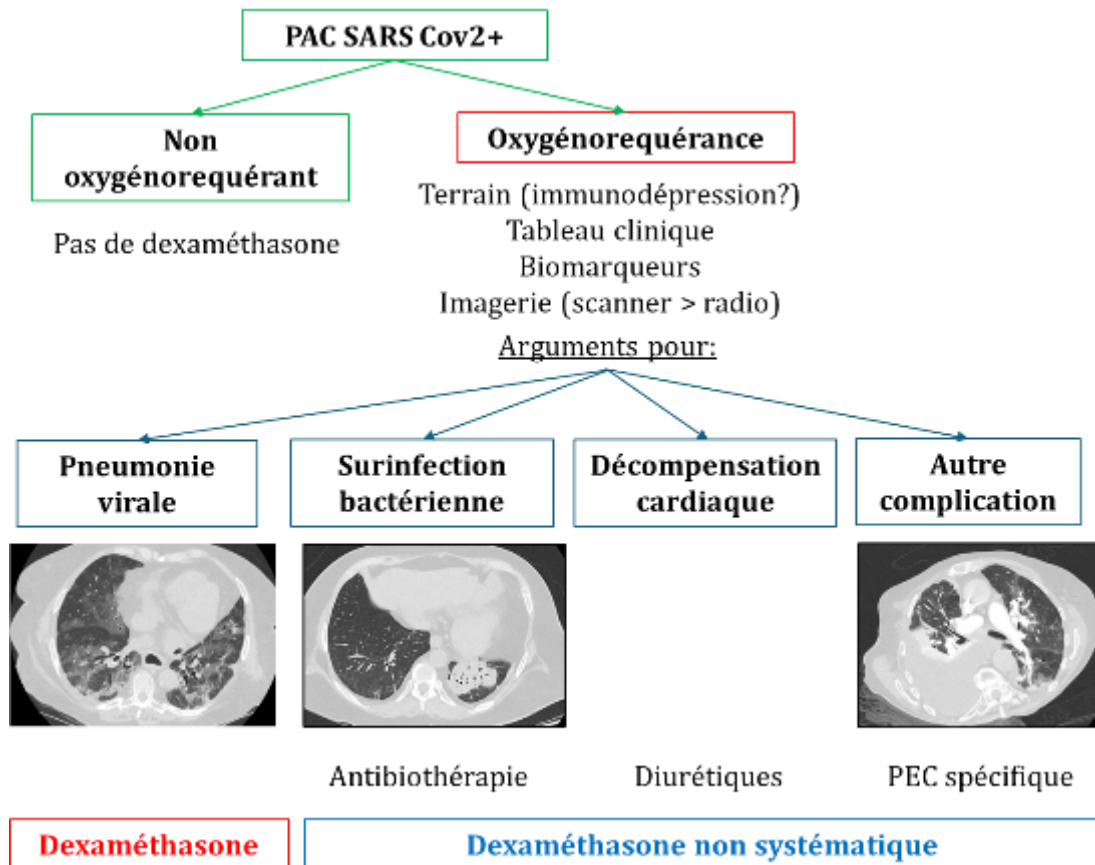 PAC SARS Cov2+
Non
oxygénorequérant
Pas de dexaméthasone
Oxygénorequérance
Terrain (immunodépression?)
Tableau clinique
Biomarqueurs
Imagerie (scanner > radio)
Arguments pour:
Pneumonie
virale
Surinfection
bactérienne
Décompensation
cardiaque
Autre
complication
Antibiothérapie
Diurétiques
PEC spécifique
Dexaméthasone
Dexaméthasone non systématique